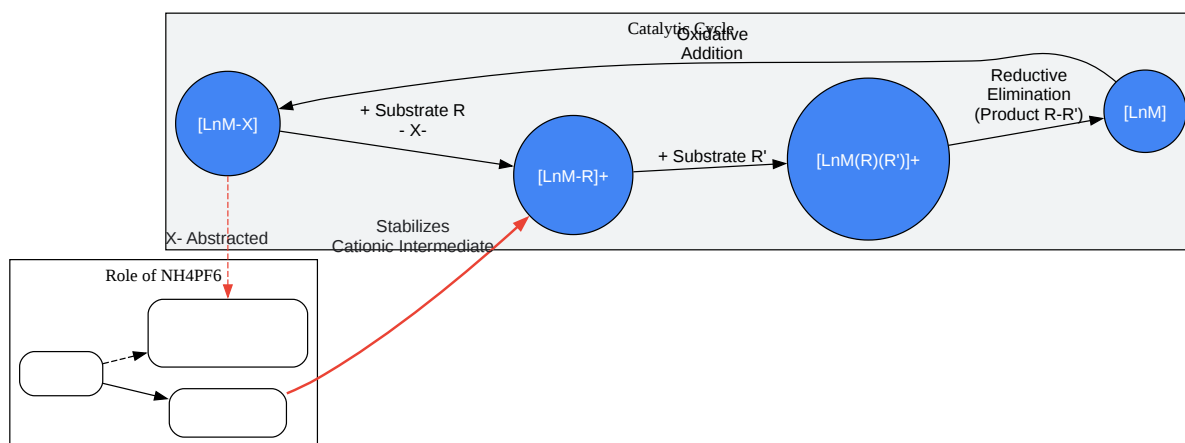 Catalytic Cycle
Oxidative
Addition
[LnM-X]
+ Substrate R
- X-
[LnM-R]+
+ Substrate R'
[LnM(R)(R')]+
Reductive
Elimination
(Product R-R')
[LnM]
X- Abstracted
Stabilizes
Cationic Intermediate
Role of NH4PF6